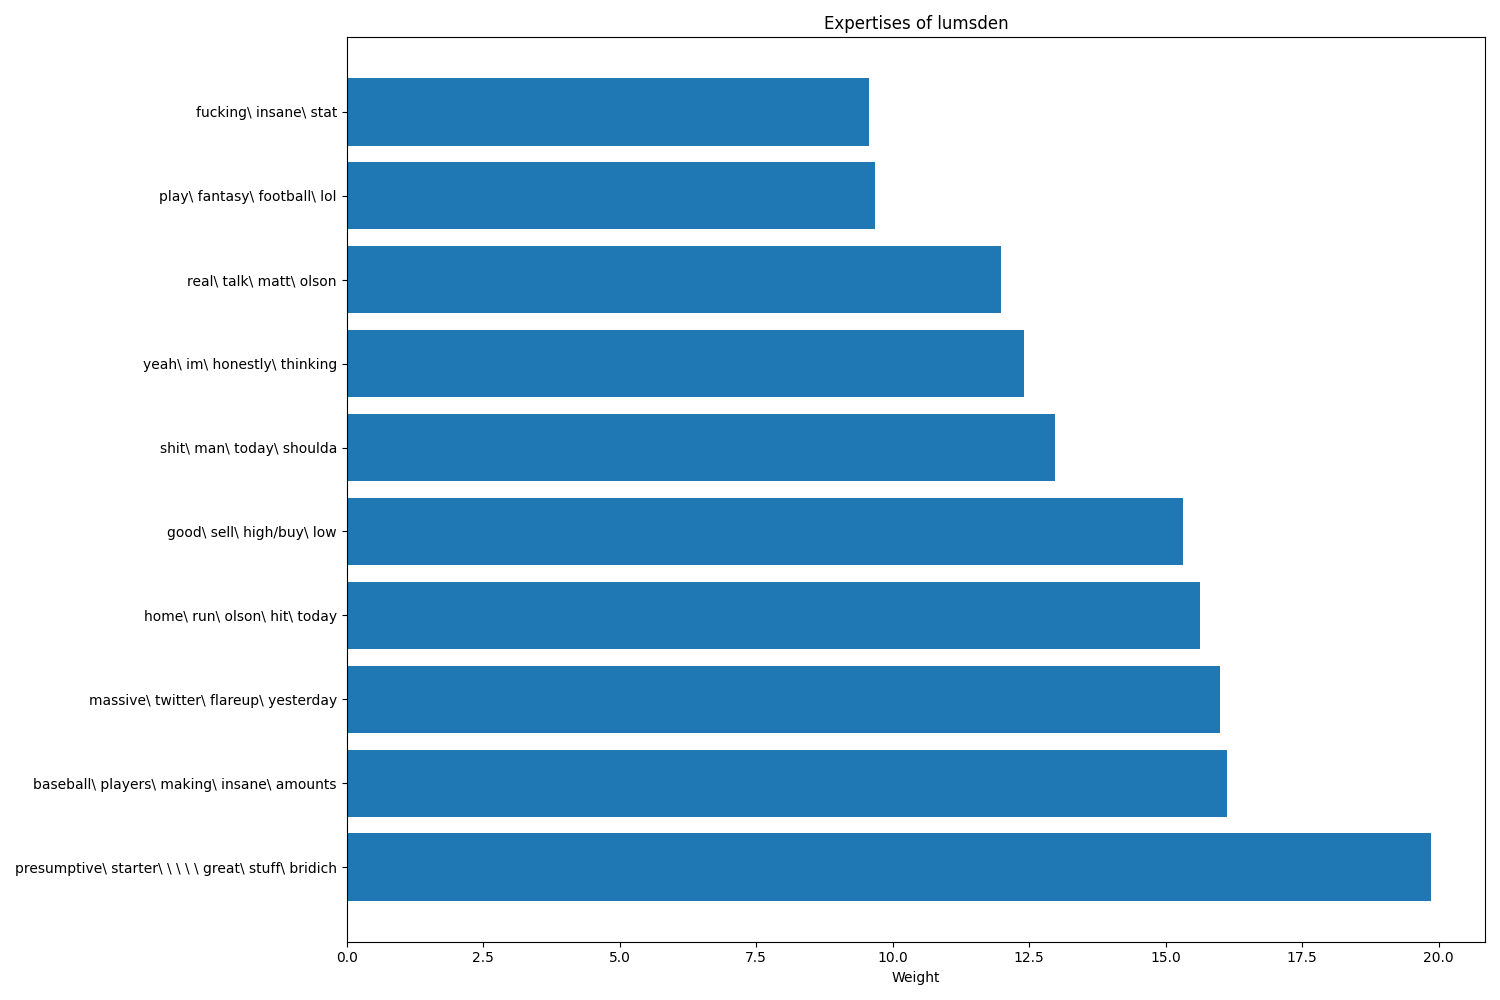 Expertises of lumsden
fucking\ insane\ stat
play\ fantasy\ football\ lol
real\ talk\ matt\ olson
yeah\ im\ honestly\ thinking
shit\ man\ today\ shoulda
good\ sell\ high/buy\ low
home\ run\ olson\ hit\ today
massive\ twitter\ flareup\ yesterday
baseball\ players\ making\ insane\ amounts
presumptive\ starter\ \ \ \ \ great\ stuff\ bridich
0.0 2.5 5.0 7.5 10.0 12.5 15.0 17.5 20.0
Weight